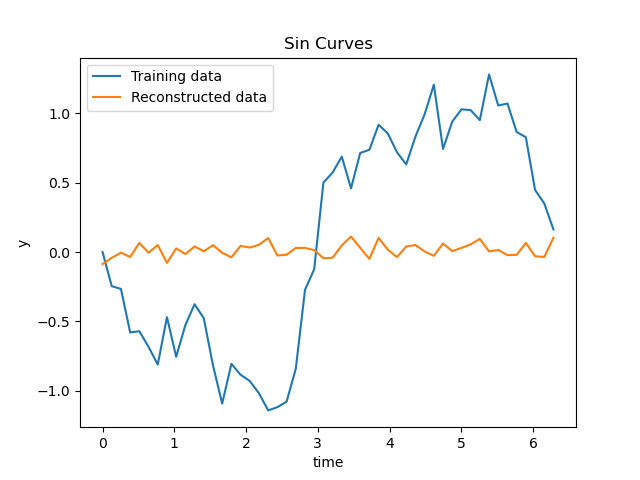 Sin Curves
Training data
Reconstructed data
1.0
0.5
0.0
−0.5
−1.0
y
0 1 2 3 4 5 6
time